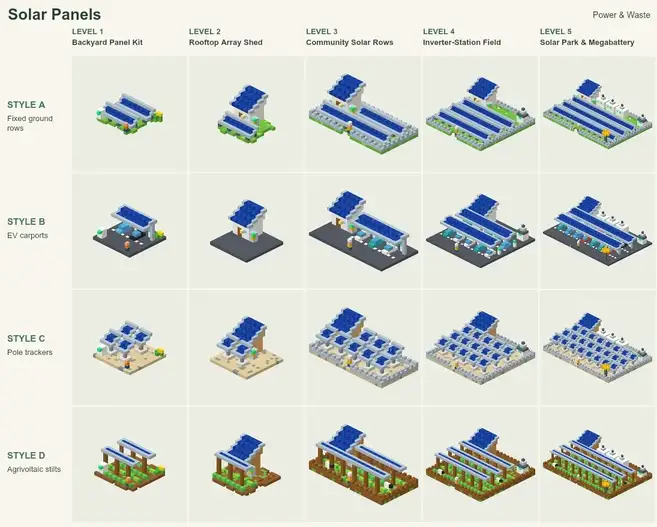 Solar Panels
Power & Waste
LEVEL 1
Backyard Panel Kit
LEVEL 2
Rooftop Array Shed
LEVEL 3
Community Solar Rows
LEVEL 4
Inverter-Station Field
LEVEL 5
Solar Park & Megabattery
STYLE A
Fixed ground
rows
STYLE B
EV carports
STYLE C
Pole trackers
STYLE D
Agrivoltaic stilts